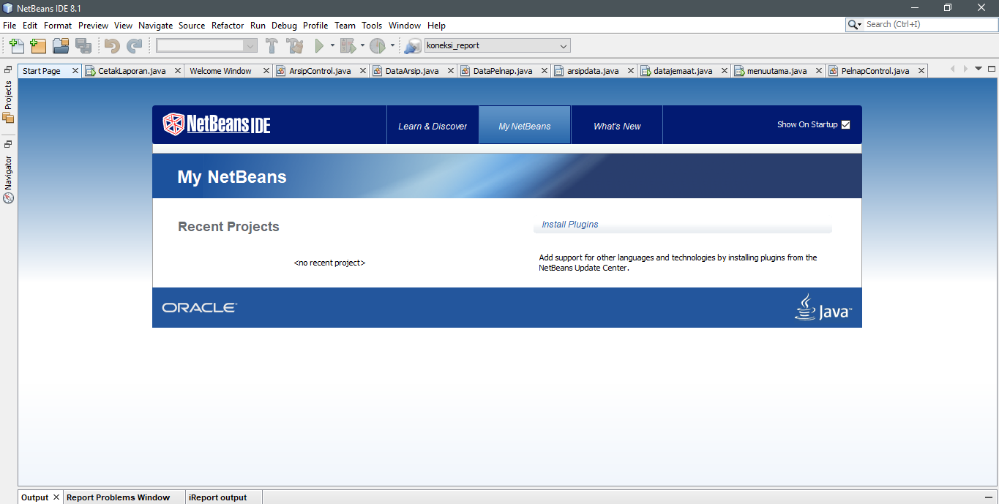 NetBeans IDE 8.1
File Edit Format Preview View Navigate Source Refactor Run Debug Profile Team Tools Window Help
Search (Ctrl+I)
koneksi_report
Start Page CetakLaporan.java Welcome Window ArsipControl.java DataArsip.java DataPelnap.java arsipdata.java datajemaat.java menuutama.java PelnapControl.java
Projects
Navigator
NetBeans IDE
Learn & Discover My NetBeans What's New
Show On Startup
My NetBeans
Recent Projects
<no recent project>
Install Plugins
Add support for other languages and technologies by installing plugins from the
NetBeans Update Center.
ORACLE
Java™
Output Report Problems Window iReport output